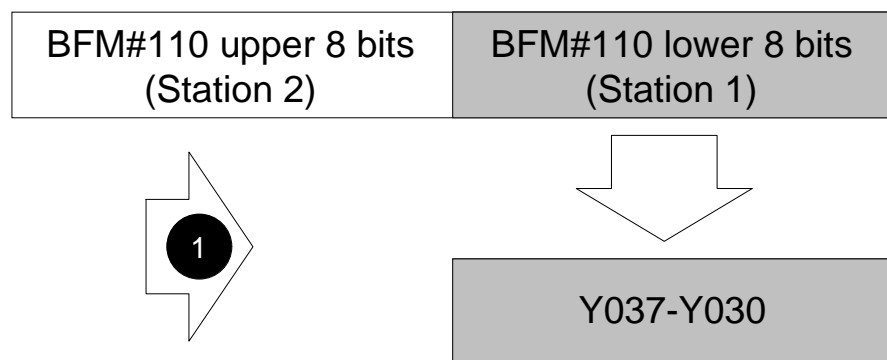 BFM#110 upper 8 bits
(Station 2)
BFM#110 lower 8 bits
(Station 1)
1
Y037-Y030